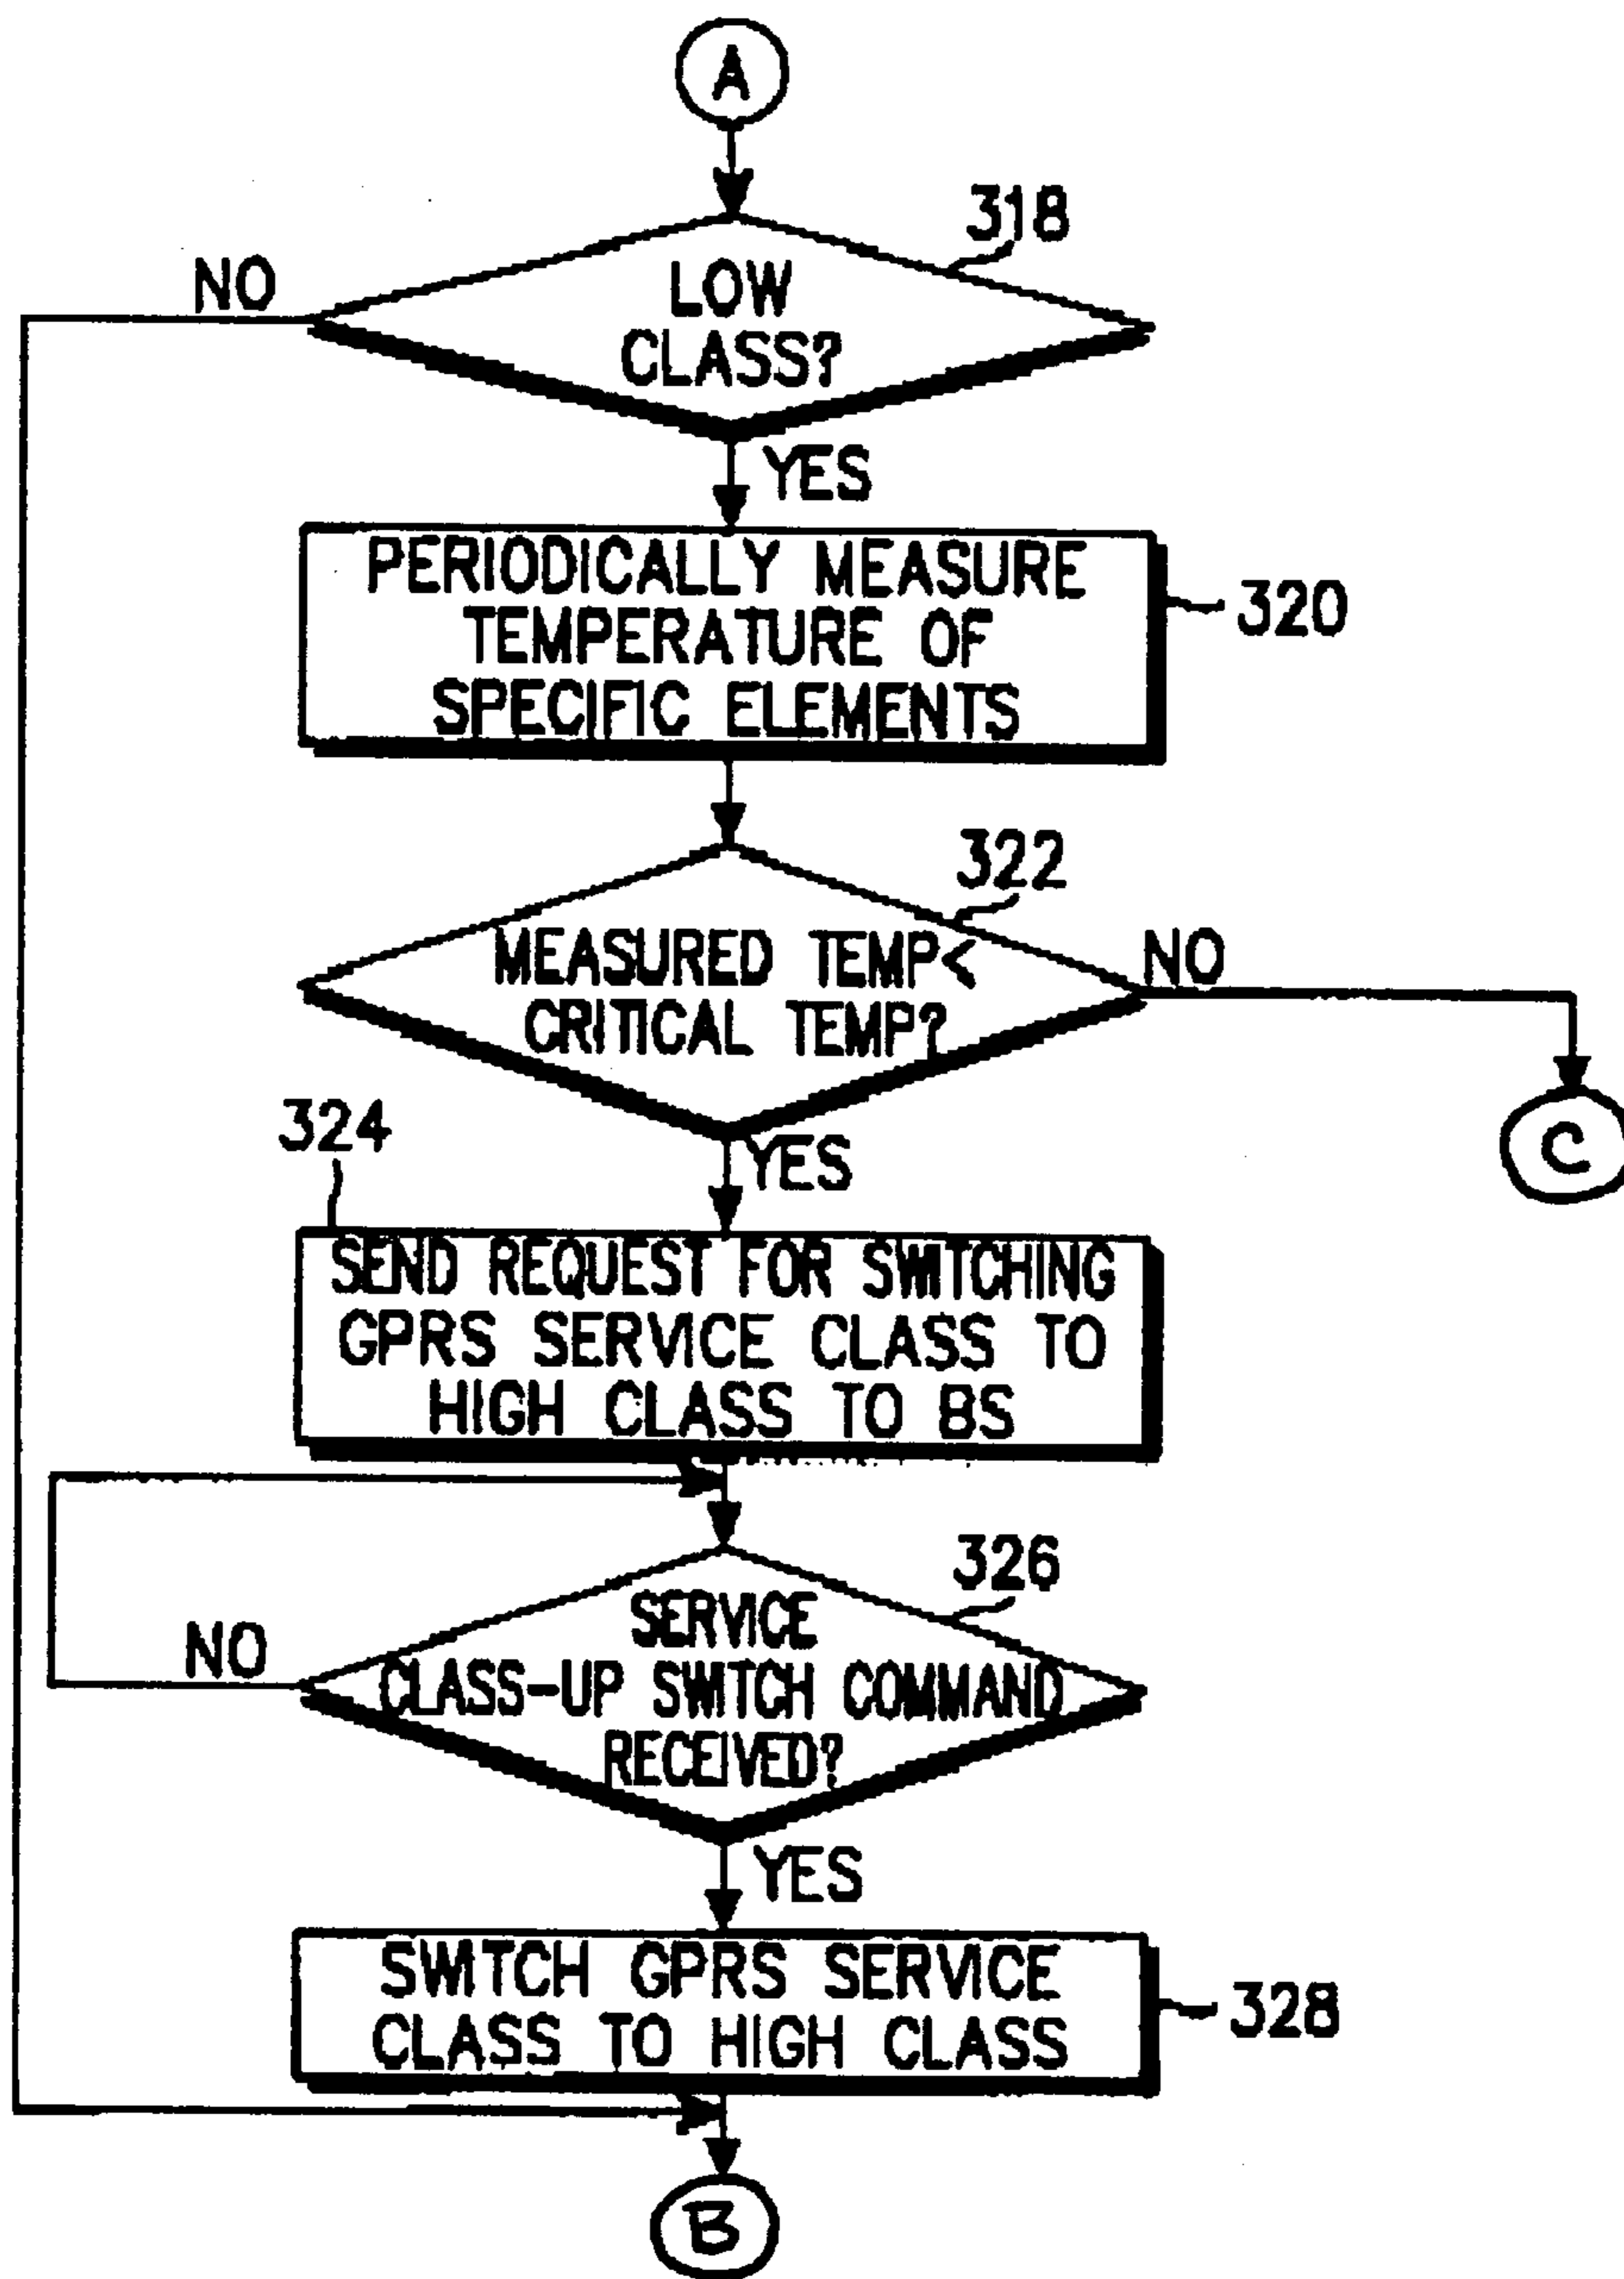 A
318
NO
LOW
CLASS?
YES
PERIODICALLY MEASURE
TEMPERATURE OF
SPECIFIC ELEMENTS
320
322
MEASURED TEMP<
CRITICAL TEMP?
NO
C
324
YES
SEND REQUEST FOR SWITCHING
GPRS SERVICE CLASS TO
HIGH CLASS TO BS
326
SERVICE
CLASS-UP SWITCH COMMAND
RECEIVED?
NO
YES
SWITCH GPRS SERVICE
CLASS TO HIGH CLASS
328
B